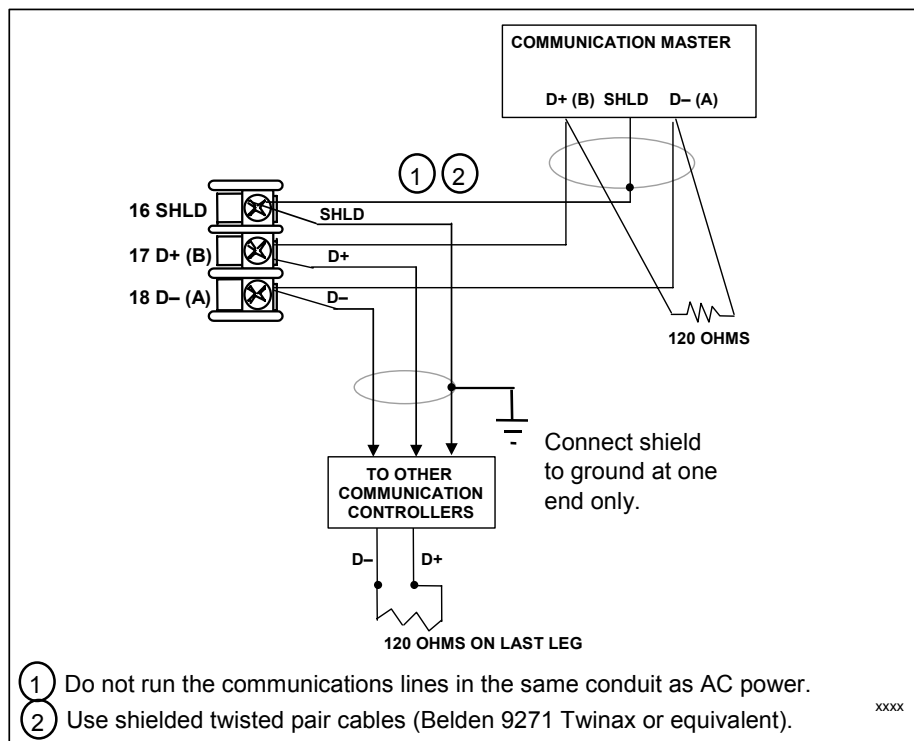 COMMUNICATION MASTER
D+ (B) SHLD D– (A)
1 2
16 SHLD
SHLD
17 D+ (B)
D+
18 D– (A)
D–
120 OHMS
Connect shield
to ground at one
end only.
TO OTHER
COMMUNICATION
CONTROLLERS
D– D+
120 OHMS ON LAST LEG
1 Do not run the communications lines in the same conduit as AC power.
2 Use shielded twisted pair cables (Belden 9271 Twinax or equivalent).
xxxx